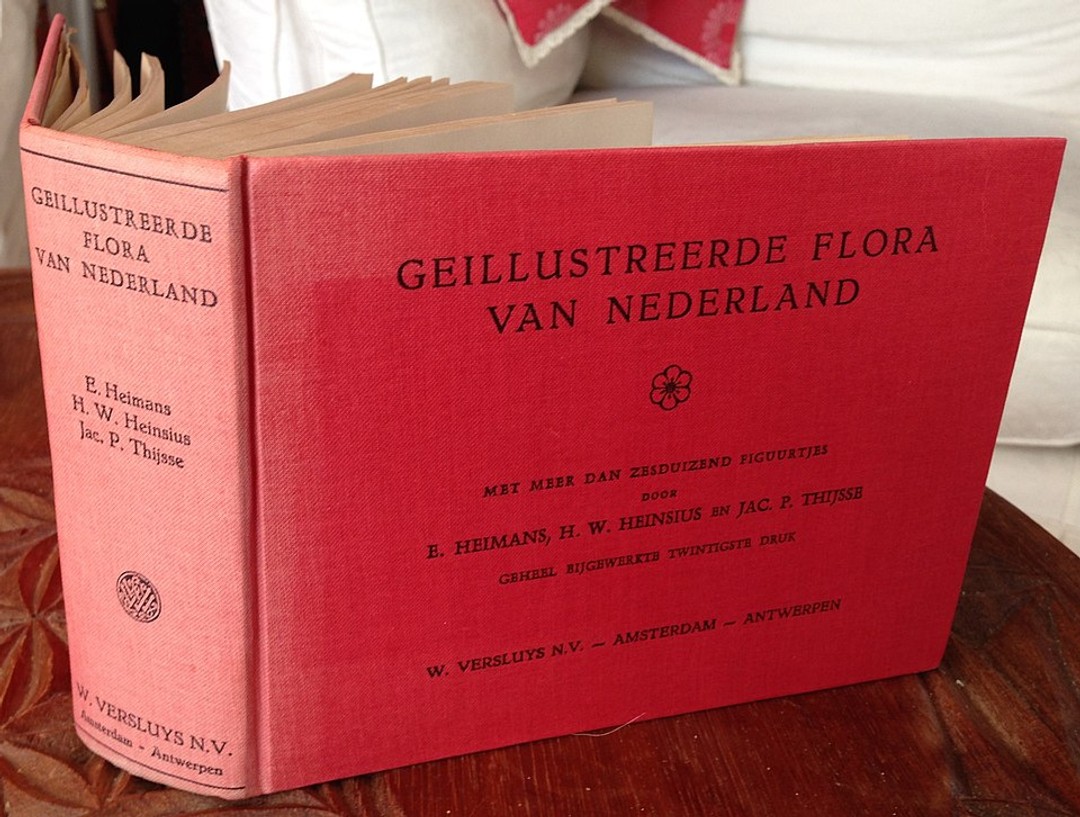 GEILLUSTREERDE
FLORA
VAN NEDERLAND
E. Heimans
H. W. Heinsius
Jac. P. Thijsse
W. VERSLUYS N.V.
Amsterdam - Antwerpen
GEILLUSTREERDE FLORA
VAN NEDERLAND
MET MEER DAN ZESDUIZEND FIGUURTJES
DOOR
E. HEIMANS, H. W. HEINSIUS EN JAC. P. THIJSSE
GEHEEL BIJGEWERKTE TWINTIGSTE DRUK
W. VERSLUYS N.V. — AMSTERDAM — ANTWERPEN